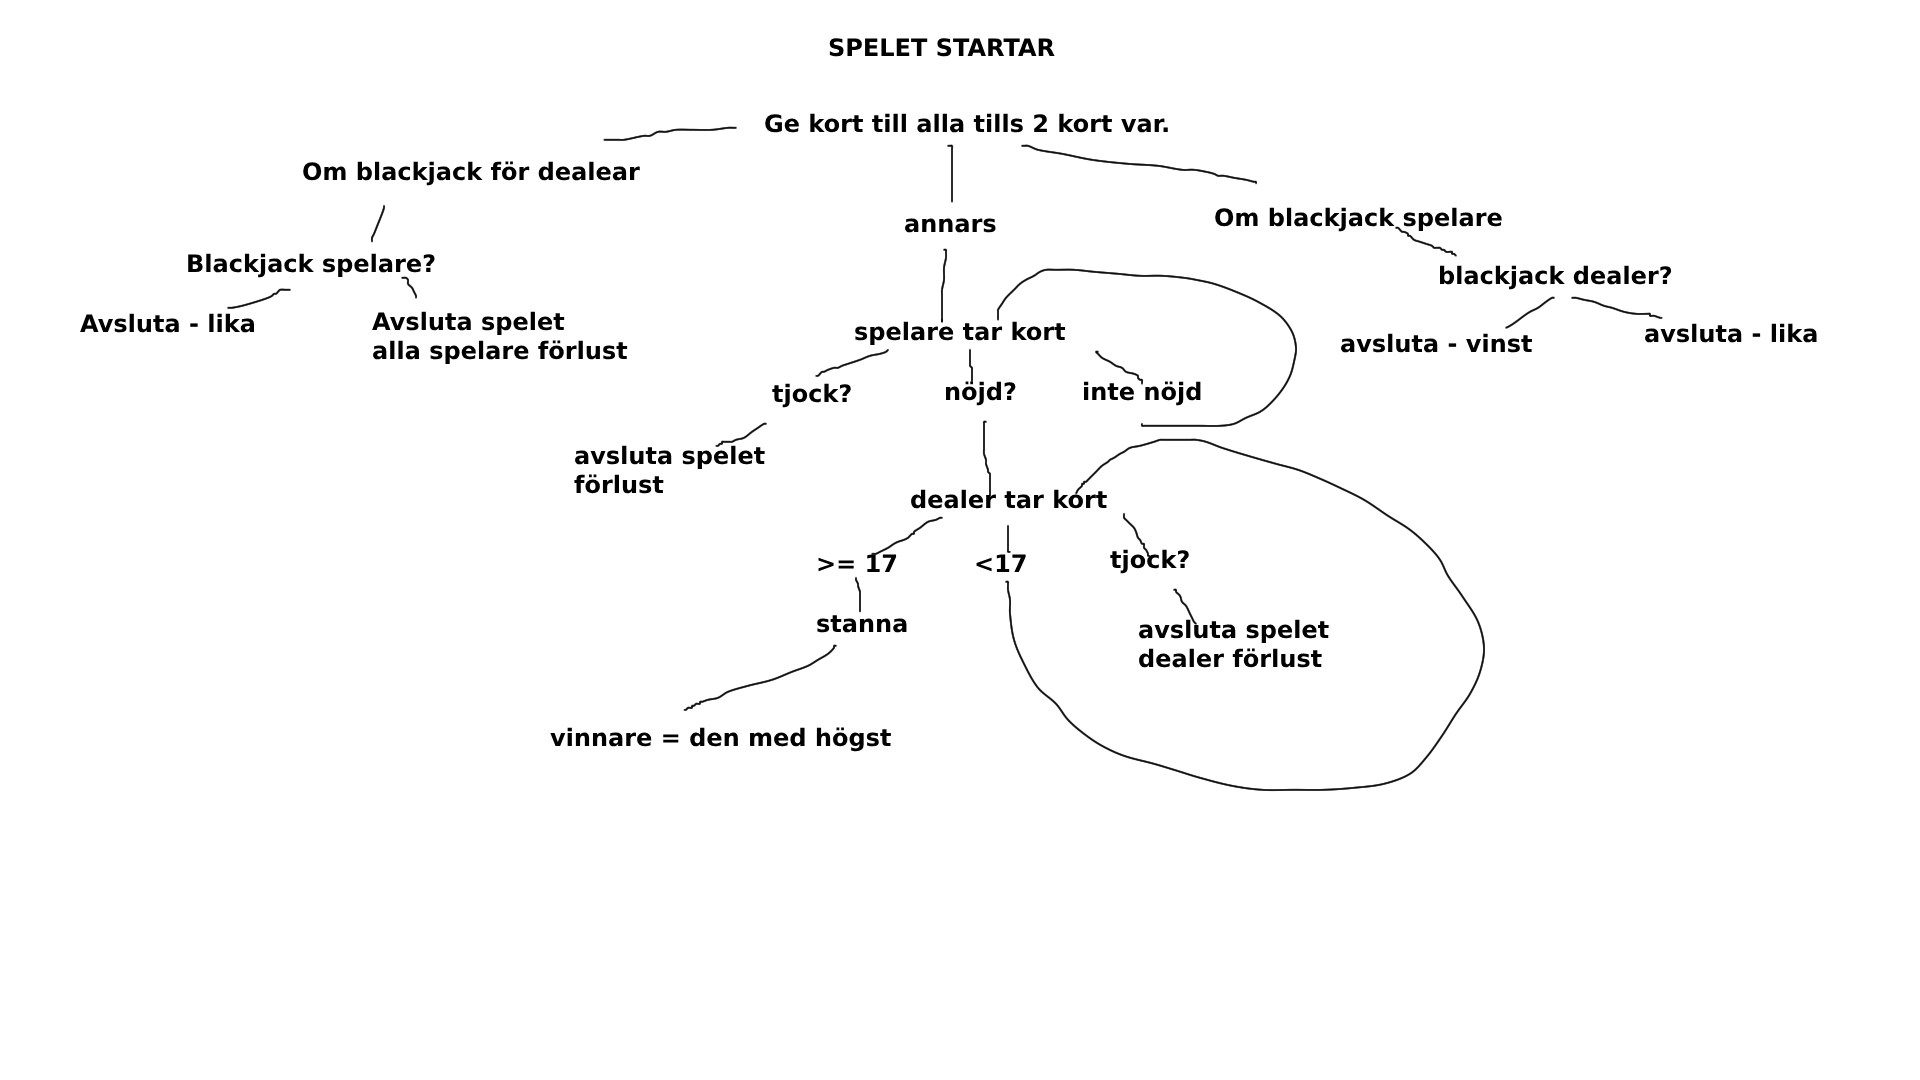 SPELET STARTAR
Ge kort till alla tills 2 kort var.
Om blackjack för dealear
Blackjack spelare?
Avsluta - lika
Avsluta spelet
alla spelare förlust
annars
spelare tar kort
tjock?
nöjd?
inte nöjd
avsluta spelet
förlust
dealer tar kort
>= 17
<17
tjock?
stanna
avsluta spelet
dealer förlust
vinnare = den med högst
Om blackjack spelare
blackjack dealer?
avsluta - vinst
avsluta - lika